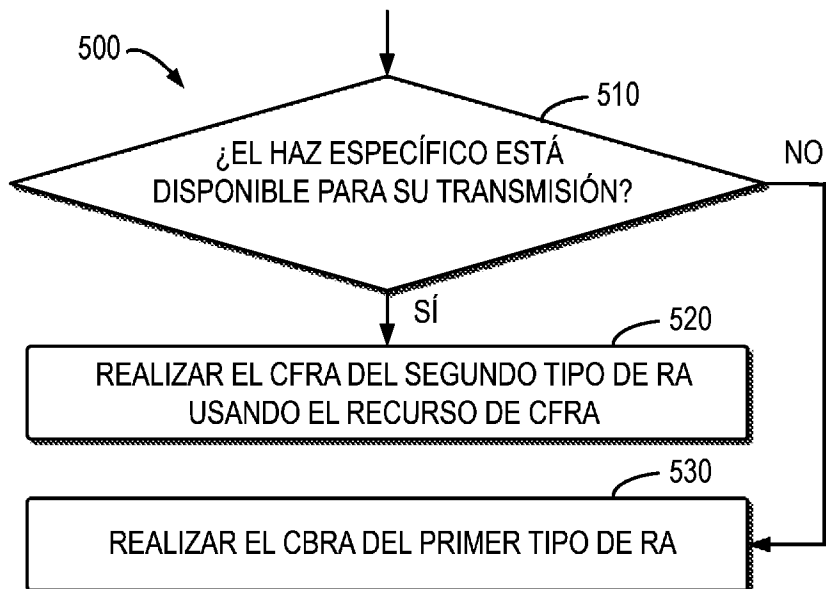 500
510
¿EL HAZ ESPECÍFICO ESTÁ
DISPONIBLE PARA SU TRANSMISIÓN?
NO
SÍ
520
REALIZAR EL CFRA DEL SEGUNDO TIPO DE RA
USANDO EL RECURSO DE CFRA
530
REALIZAR EL CBRA DEL PRIMER TIPO DE RA